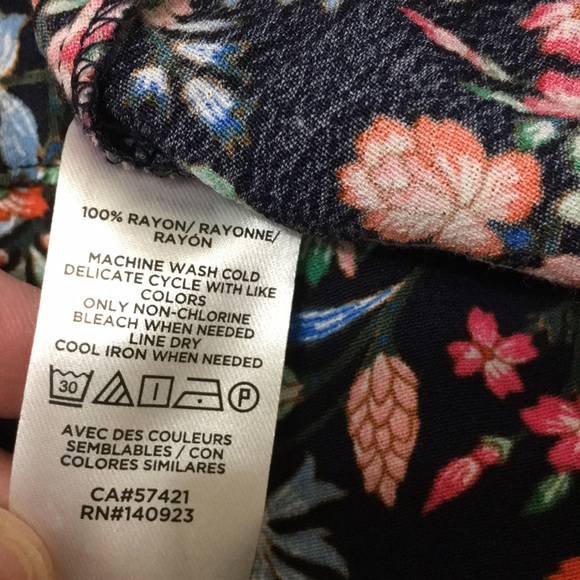 100% RAYON/ RAYONNE/
RAYÓN
MACHINE WASH COLD
DELICATE CYCLE WITH LIKE
COLORS
ONLY NON-CHLORINE
BLEACH WHEN NEEDED
LINE DRY
COOL IRON WHEN NEEDED
30 P
AVEC DES COULEURS
SEMBLABLES / CON
COLORES SIMILARES
CA#57421
RN#140923